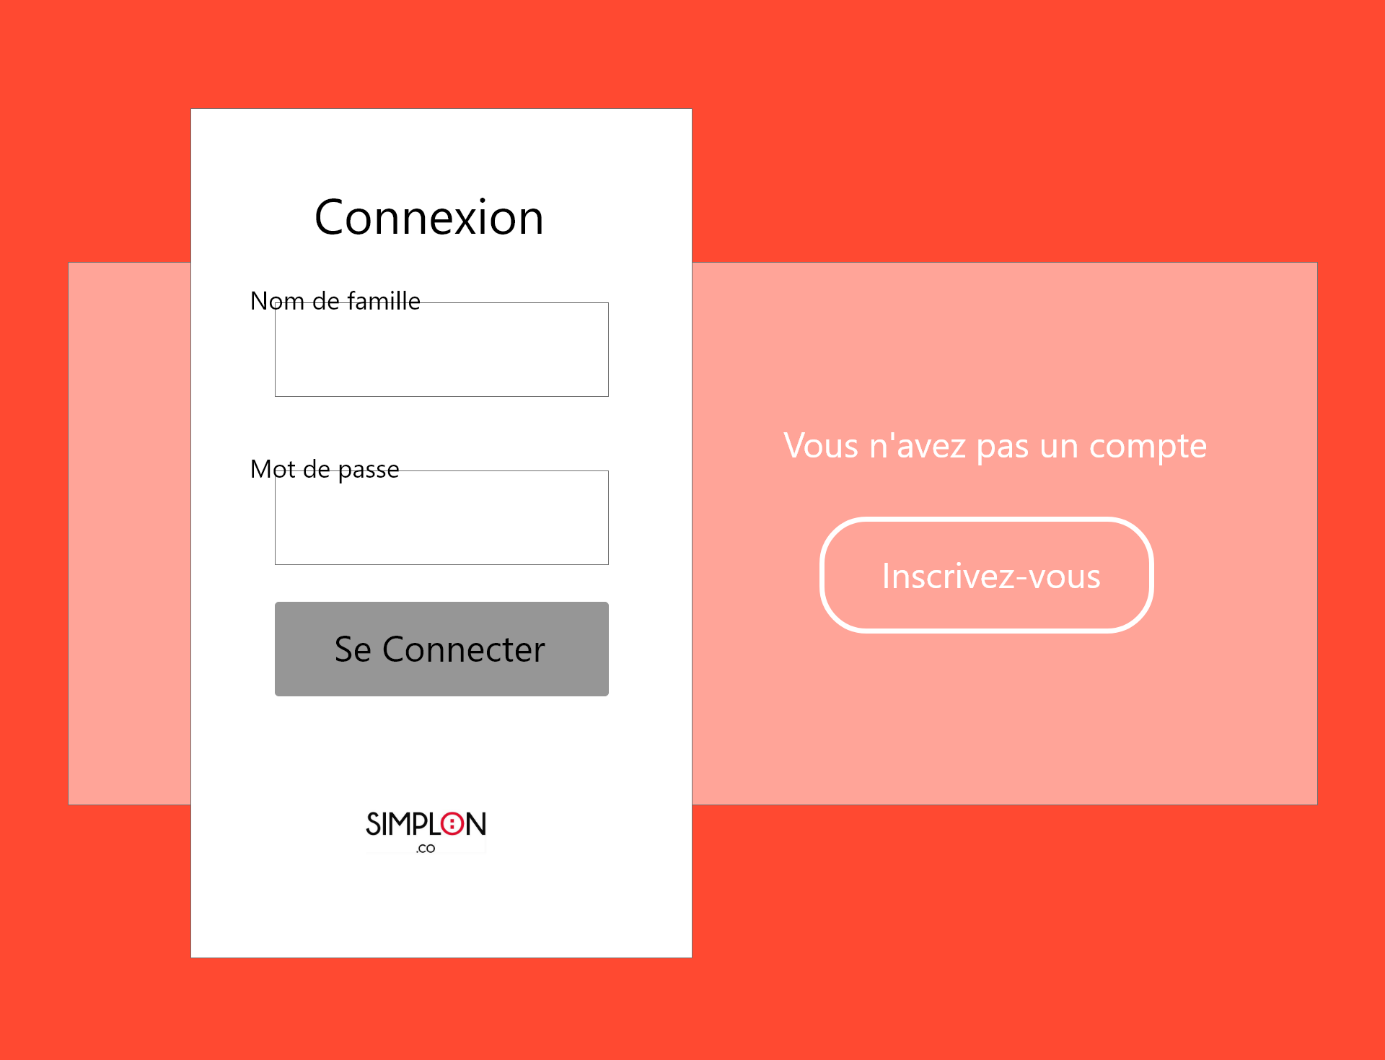 Connexion
Nom de famille
Mot de passe
Se Connecter
SIMPLON
.co
Vous n'avez pas un compte
Inscrivez-vous